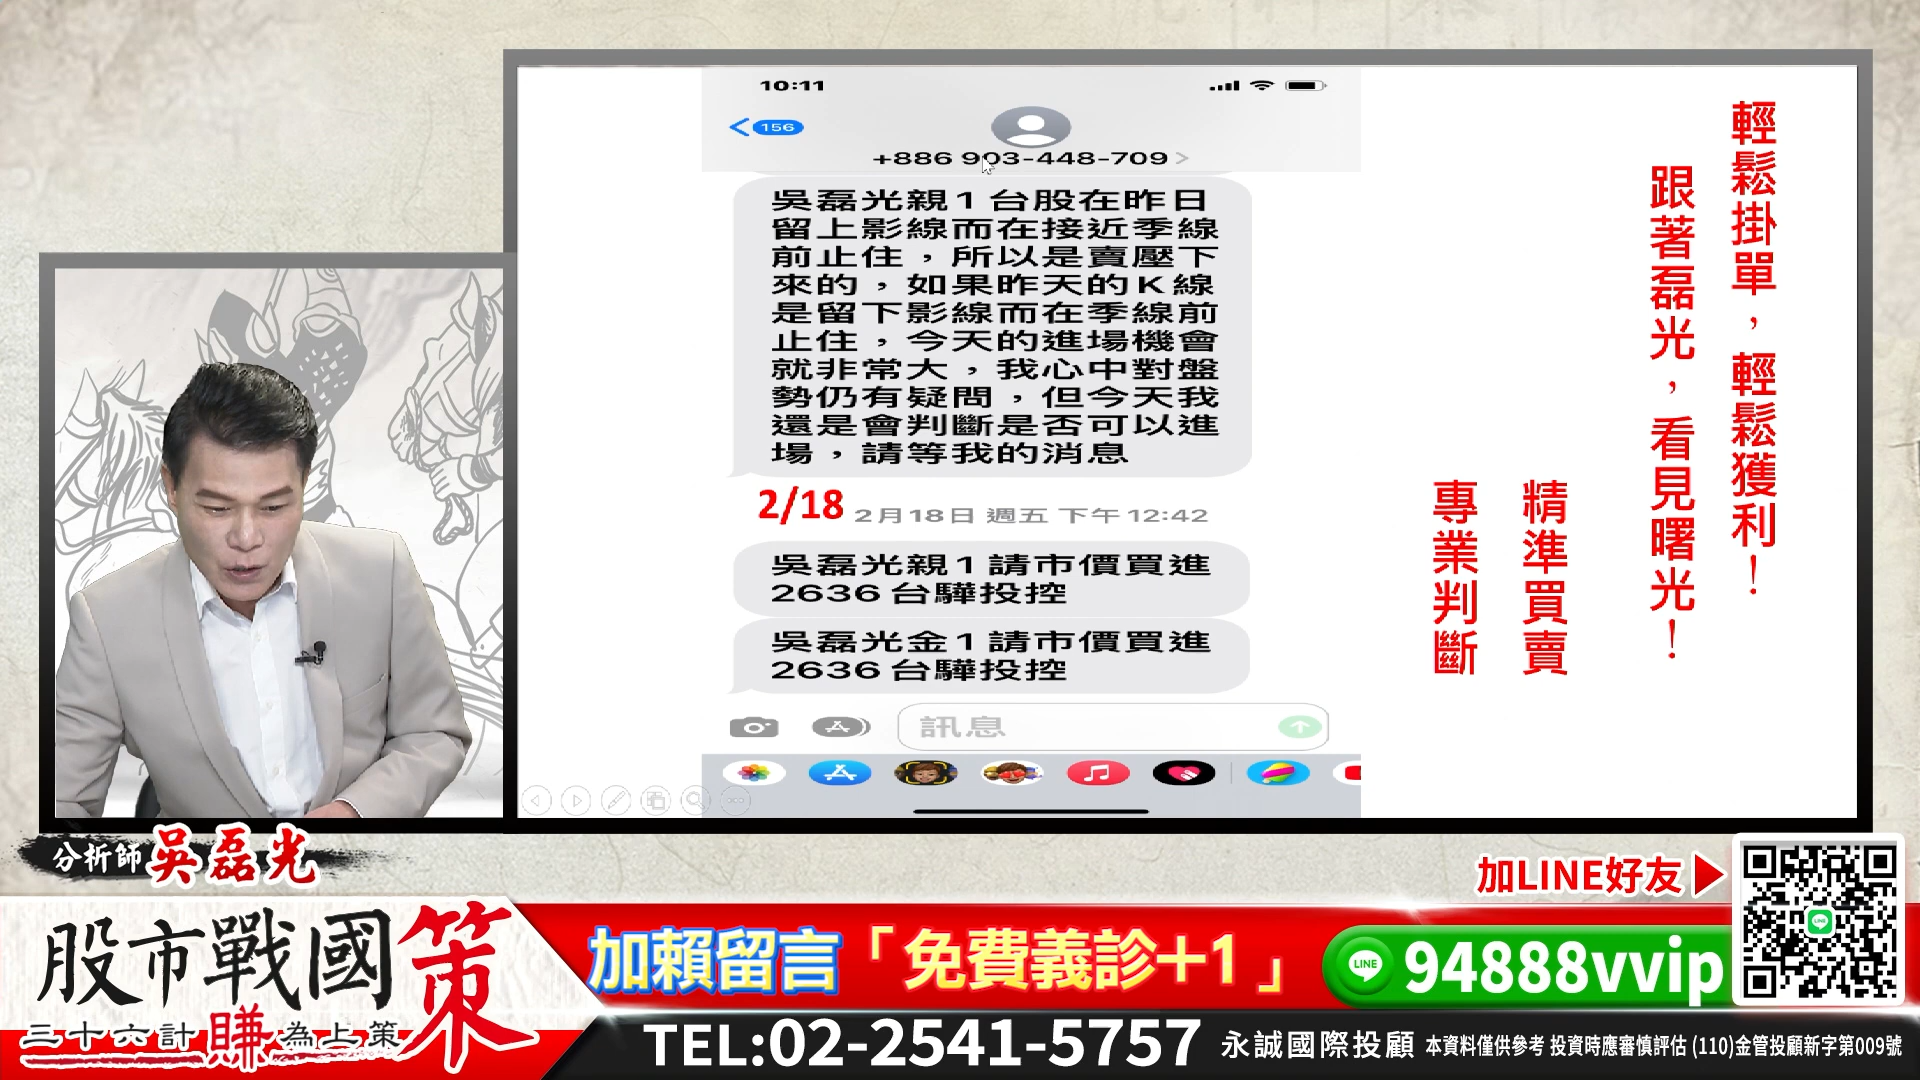 10:11
156
+886 903-448-709
吳磊光親1台股在昨日
留上影線而在接近季線
前止住，所以是賣壓下
來的，如果昨天的K線
是留下影線而在季線前
止住，今天的進場機會
就非常大，我心中對盤
勢仍有疑問，但今天我
還是會判斷是否可以進
場，請等我的消息
2/18
2月18日 週五 下午12:42
吳磊光親1請市價買進
2636台驊投控
吳磊光金1請市價買進
2636台驊投控
訊息
輕鬆掛單，輕鬆獲利！
跟著磊光，看見曙光！
精準買賣
專業判斷
分析師吳磊光
股市戰國策
三十六計賺為上策
加LINE好友
加賴留言「免費義診+1」
LINE
94888vvip
LINE
TEL:02-2541-5757
永誠國際投顧
本資料僅供參考 投資時應審慎評估 (110)金管投顧新字第009號